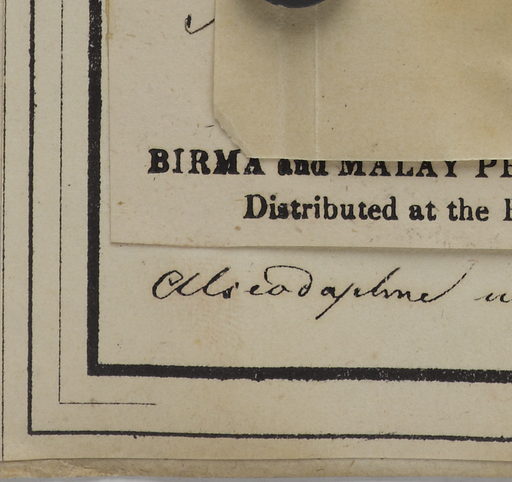 BIRMA and MALAY PE
Distributed at the
Alseodaphne